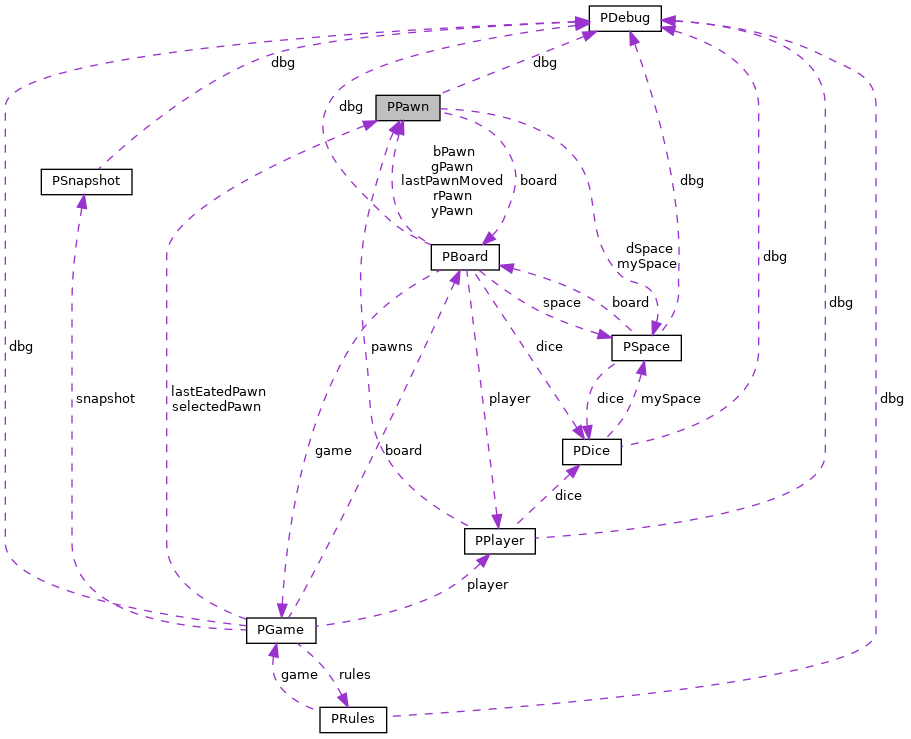 PDebug
dbg
dbg
PPawn
dbg
bPawn
gPawn
lastPawnMoved
rPawn
yPawn
PSnapshot
board
dbg
dSpace
mySpace
PBoard
dbg
space
board
dbg
dbg
PSpace
pawns
dice
snapshot
lastEatedPawn
selectedPawn
player
dice
mySpace
dbg
game
board
PDice
dice
PPlayer
player
PGame
game
rules
PRules